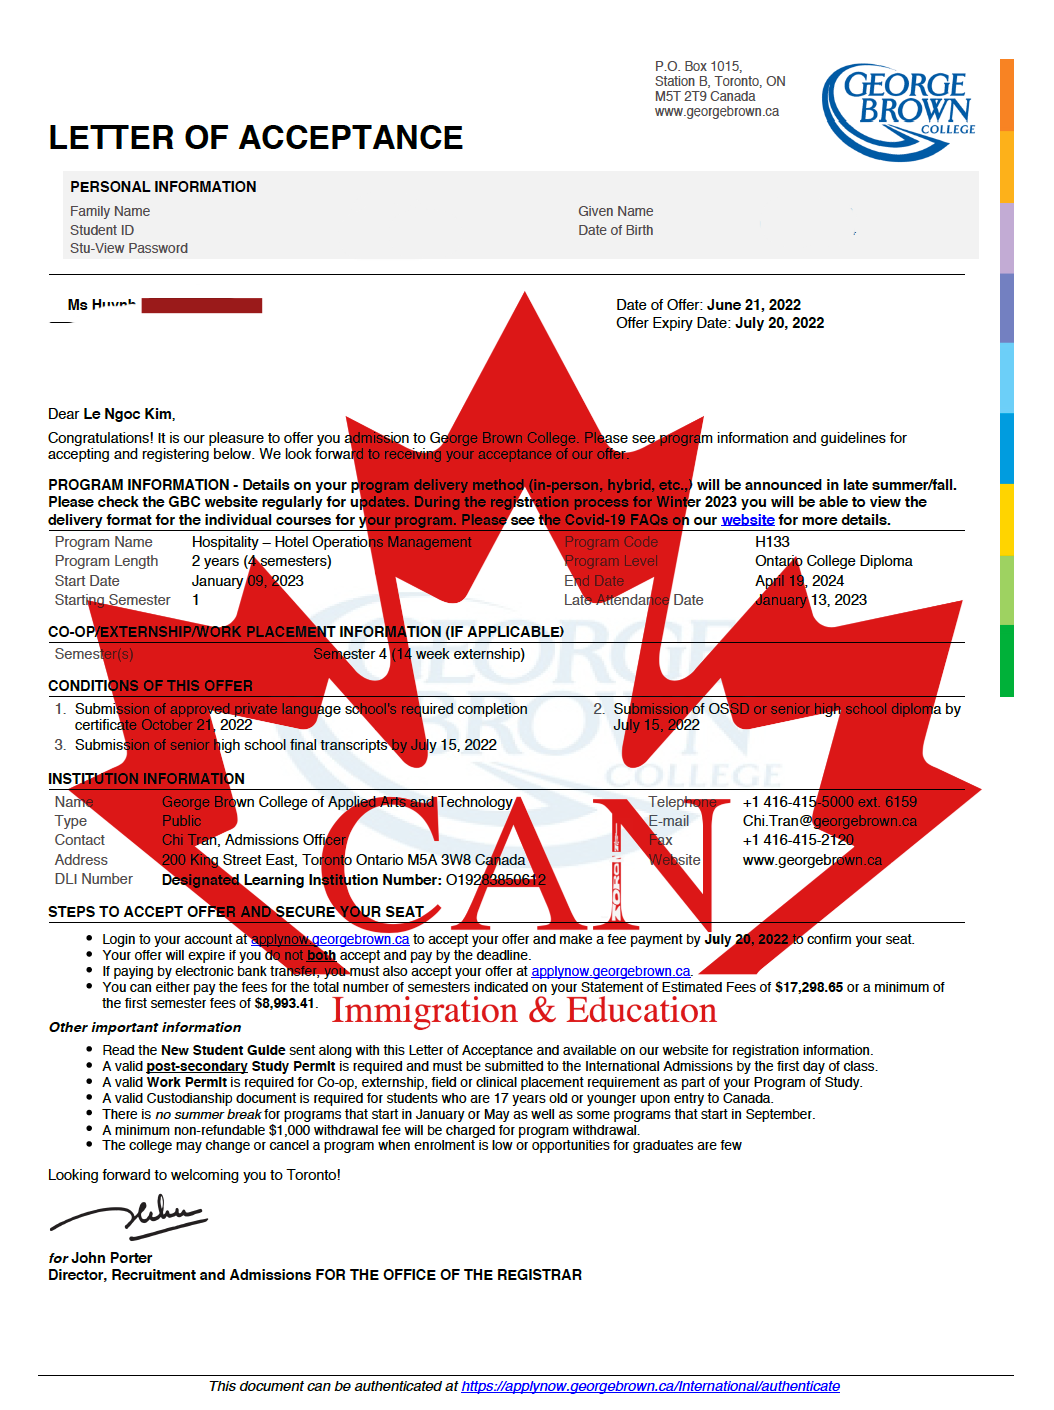 P.O. Box 1015,
Station B, Toronto, ON
M5T 2T9 Canada
www.georgebrown.ca
GEORGE
BROWN
COLLEGE
LETTER OF ACCEPTANCE
PERSONAL INFORMATION
Family Name Given Name
Student ID Date of Birth
Stu-View Password
Ms Huynh Date of Offer: June 21, 2022
Offer Expiry Date: July 20, 2022
Dear Le Ngoc Kim,
Congratulations! It is our pleasure to offer you admission to George Brown College. Please see program information and guidelines for
accepting and registering below. We look forward to receiving your acceptance of our offer.
PROGRAM INFORMATION - Details on your program delivery method (in-person, hybrid, etc.,) will be announced in late summer/fall.
Please check the GBC website regularly for updates. During the registration process for Winter 2023 you will be able to view the
delivery format for the individual courses for your program. Please see the Covid-19 FAQs on our website for more details.
Program Name Hospitality – Hotel Operations Management Program Code H133
Program Length 2 years (4 semesters) Program Level Ontario College Diploma
Start Date January 09, 2023 End Date April 19, 2024
Starting Semester 1 Late Attendance Date January 13, 2023
CO-OP/EXTERNSHIP/WORK PLACEMENT INFORMATION (IF APPLICABLE)
Semester(s) Semester 4 (14 week externship)
GEORGE
BROWN
COLLEGE
CONDITIONS OF THIS OFFER
1. Submission of approved private language school's required completion
certificate October 21, 2022
2. Submission of OSSD or senior high school diploma by
July 15, 2022
3. Submission of senior high school final transcripts by July 15, 2022
INSTITUTION INFORMATION
Name George Brown College of Applied Arts and Technology Telephone +1 416-415-5000 ext. 6159
Type Public E-mail Chi.Tran@georgebrown.ca
Contact Chi Tran, Admissions Officer Fax +1 416-415-2120
Address 200 King Street East, Toronto Ontario M5A 3W8 Canada Website www.georgebrown.ca
DLI Number Designated Learning Institution Number: O19283850612
CAN
STEPS TO ACCEPT OFFER AND SECURE YOUR SEAT
• Login to your account at applynow.georgebrown.ca to accept your offer and make a fee payment by July 20, 2022 to confirm your seat.
• Your offer will expire if you do not both accept and pay by the deadline.
• If paying by electronic bank transfer, you must also accept your offer at applynow.georgebrown.ca.
• You can either pay the fees for the total number of semesters indicated on your Statement of Estimated Fees of $17,298.65 or a minimum of
the first semester fees of $8,993.41.
Immigration & Education
Other important information
• Read the New Student Guide sent along with this Letter of Acceptance and available on our website for registration information.
• A valid post-secondary Study Permit is required and must be submitted to the International Admissions by the first day of class.
• A valid Work Permit is required for Co-op, externship, field or clinical placement requirement as part of your Program of Study.
• A valid Custodianship document is required for students who are 17 years old or younger upon entry to Canada.
• There is no summer break for programs that start in January or May as well as some programs that start in September.
• A minimum non-refundable $1,000 withdrawal fee will be charged for program withdrawal.
• The college may change or cancel a program when enrolment is low or opportunities for graduates are few
Looking forward to welcoming you to Toronto!
for John Porter
Director, Recruitment and Admissions FOR THE OFFICE OF THE REGISTRAR
This document can be authenticated at https://applynow.georgebrown.ca/International/authenticate